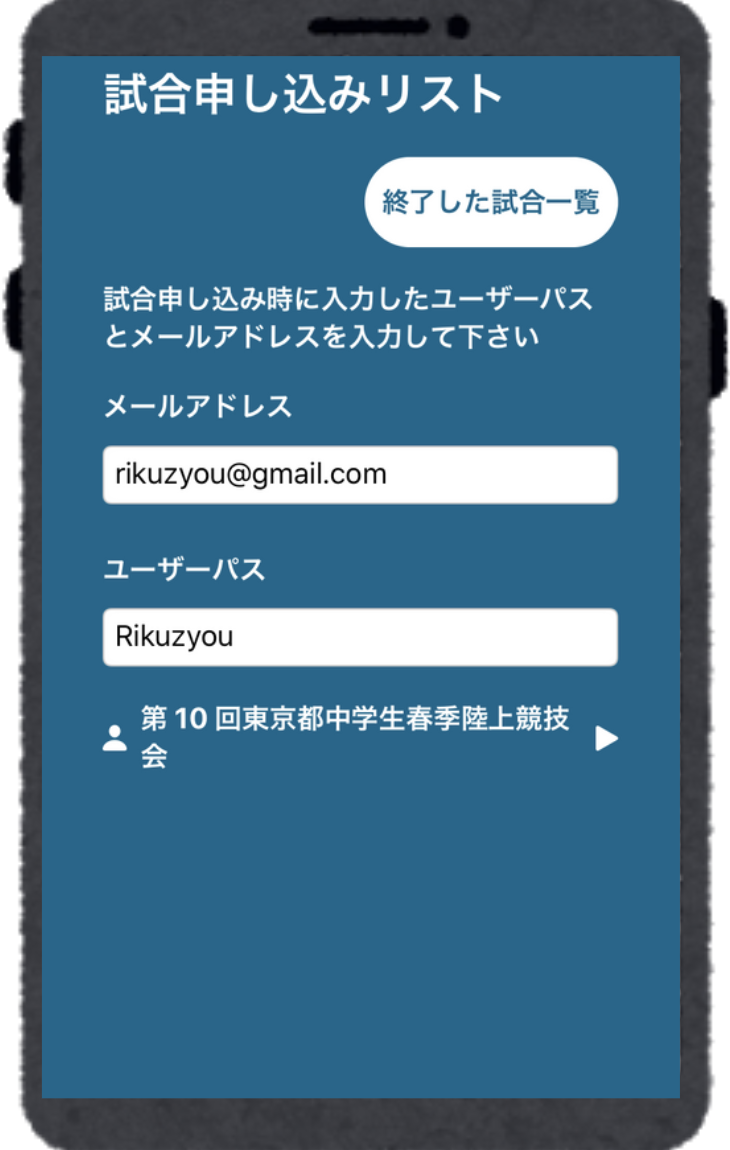 試合申し込みリスト
終了した試合一覧
試合申し込み時に入力したユーザーパス
とメールアドレスを入力して下さい
メールアドレス
rikuzyou@gmail.com
ユーザーパス
Rikuzyou
第 10 回東京都中学生春季陸上競技
会